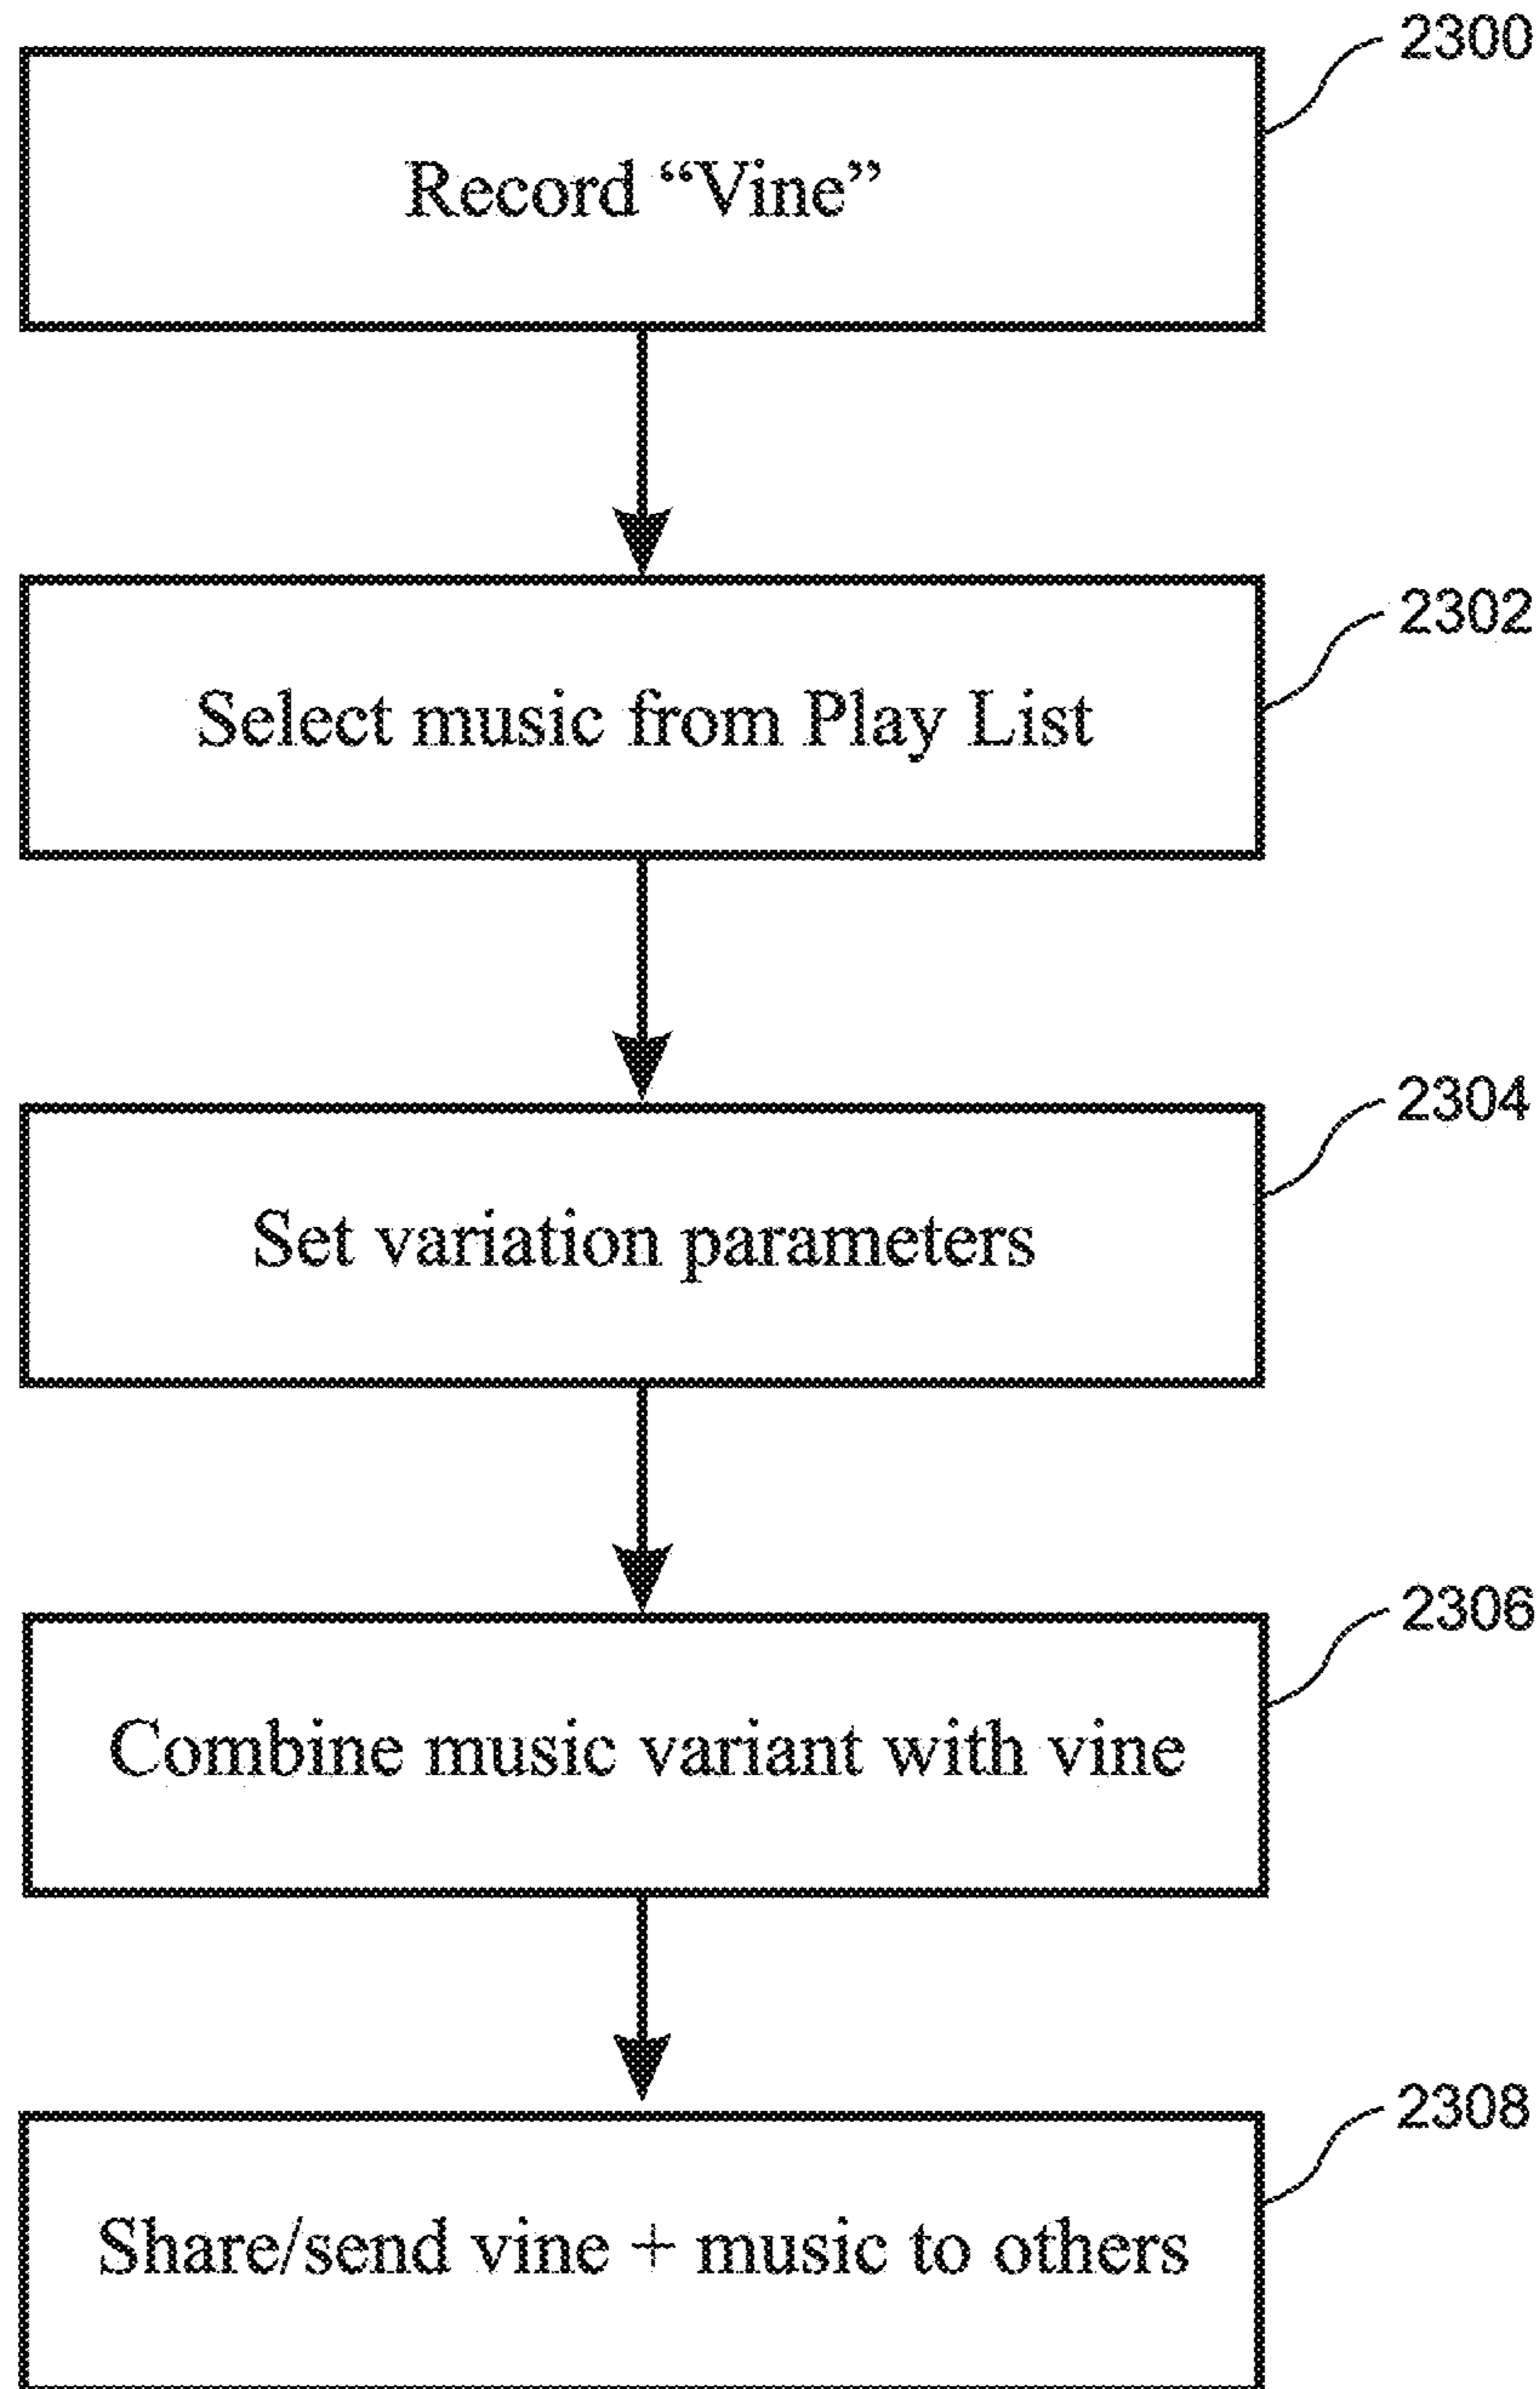 2300
Record “Vine”
2302
Select music from Play List
2304
Set variation parameters
2306
Combine music variant with vine
2308
Share/send vine + music to others